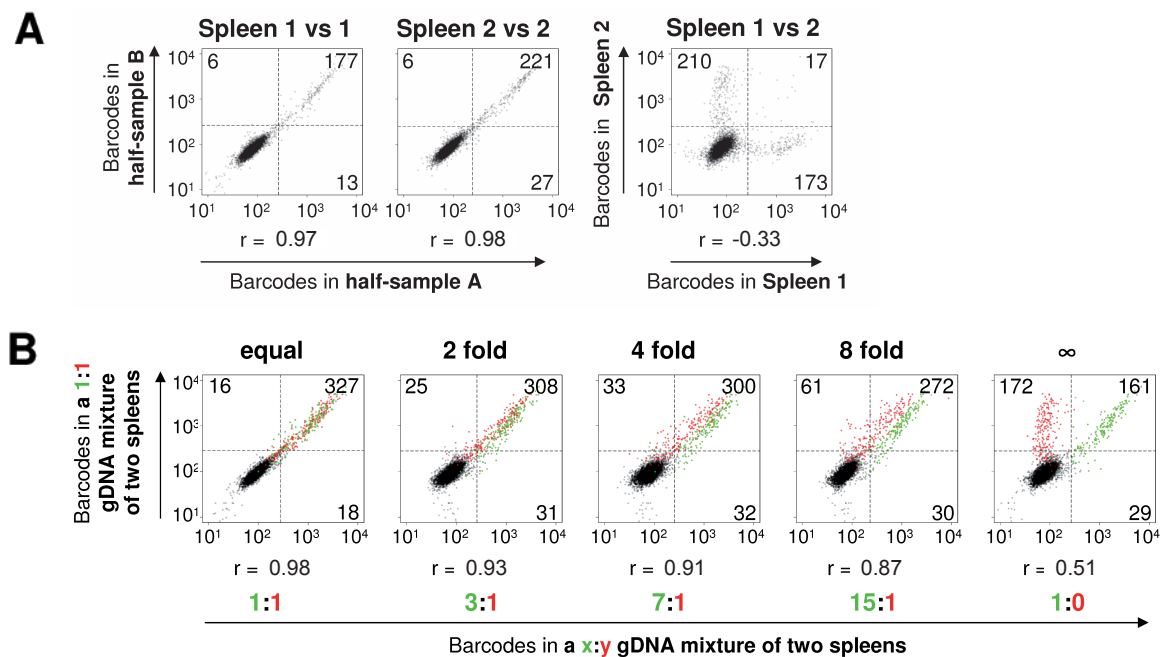 A
Spleen 1 vs 1
Spleen 2 vs 2
Spleen 1 vs 2
Barcodes in
half-sample B
10⁴
10³
10²
10¹
6
177
13
10¹ 10² 10³ 10⁴
r = 0.97
6
221
27
10¹ 10² 10³ 10⁴
r = 0.98
Barcodes in half-sample A
Barcodes in Spleen 2
10⁴
10³
10²
10¹
210
17
173
10¹ 10² 10³ 10⁴
r = -0.33
Barcodes in Spleen 1
B
equal
2 fold
4 fold
8 fold
∞
Barcodes in a 1:1
gDNA mixture
of two spleens
10⁴
10³
10²
10¹
16
327
18
10¹ 10² 10³ 10⁴
r = 0.98
1:1
25
308
31
10¹ 10² 10³ 10⁴
r = 0.93
3:1
33
300
32
10¹ 10² 10³ 10⁴
r = 0.91
7:1
61
272
30
10¹ 10² 10³ 10⁴
r = 0.87
15:1
172
161
29
10¹ 10² 10³ 10⁴
r = 0.51
1:0
Barcodes in a x:y gDNA mixture of two spleens